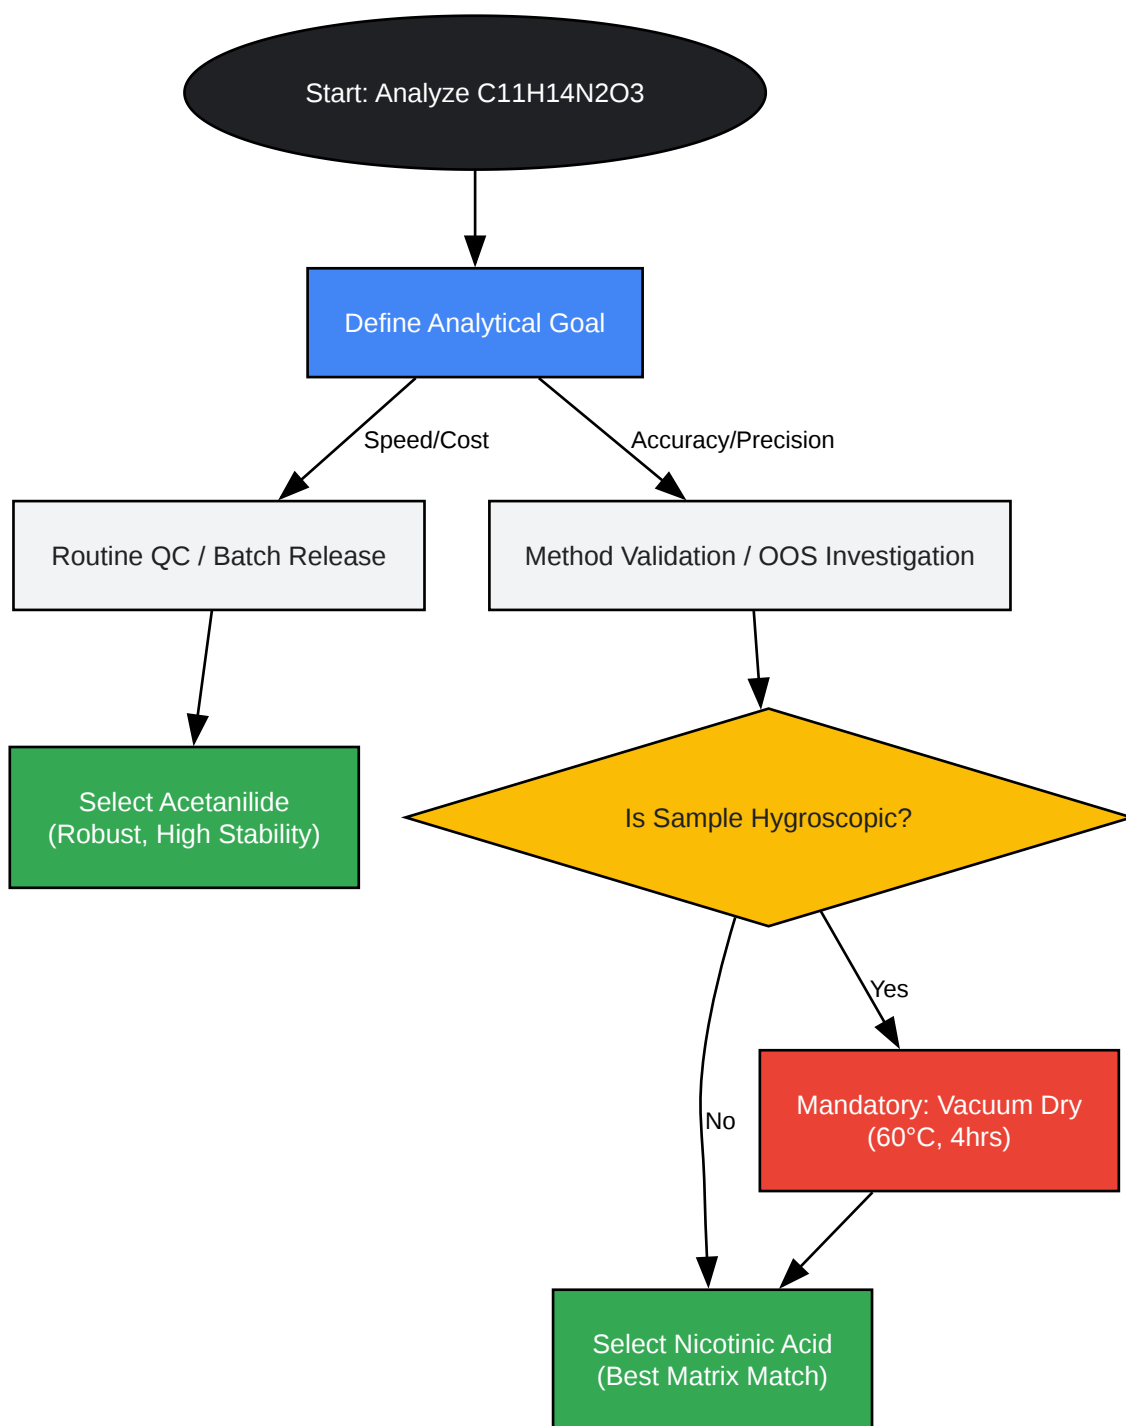 Start: Analyze C11H14N2O3
Define Analytical Goal
Speed/Cost
Accuracy/Precision
Routine QC / Batch Release
Method Validation / OOS Investigation
Select Acetanilide
(Robust, High Stability)
Is Sample Hygroscopic?
Yes
Mandatory: Vacuum Dry
(60°C, 4hrs)
No
Select Nicotinic Acid
(Best Matrix Match)